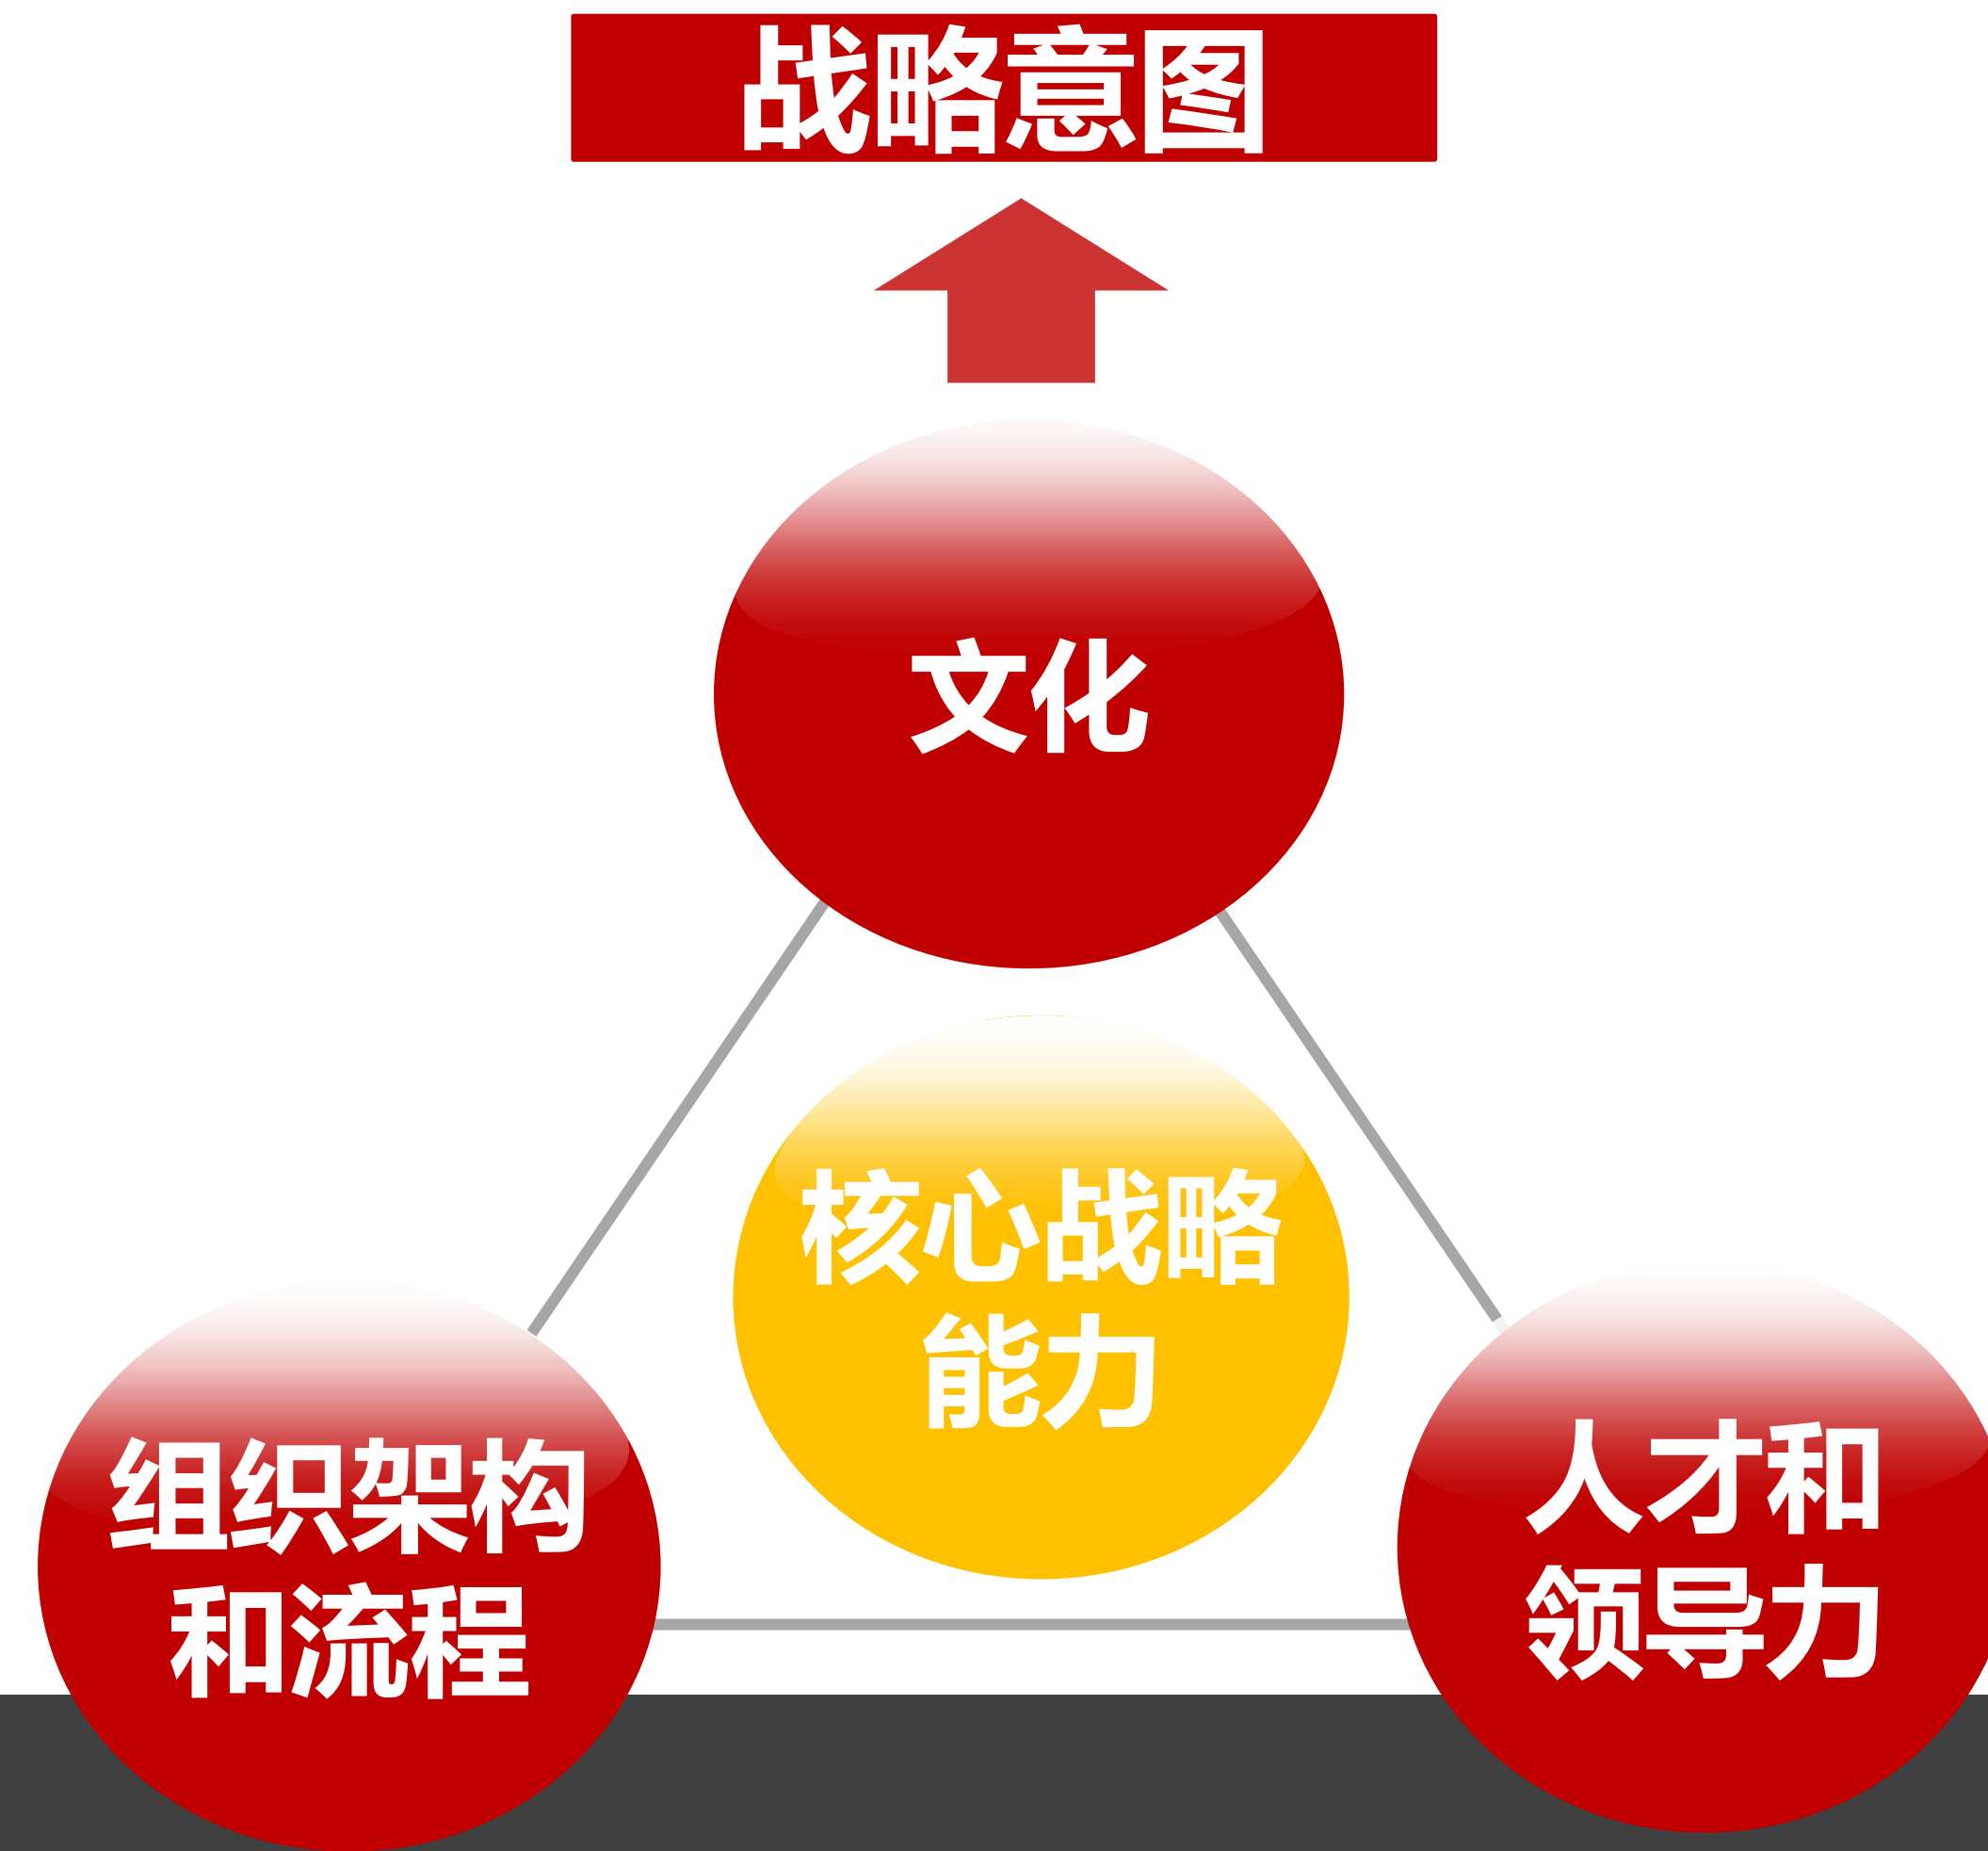 战略意图
文化
核心战略
能力
组织架构
和流程
人才和
领导力